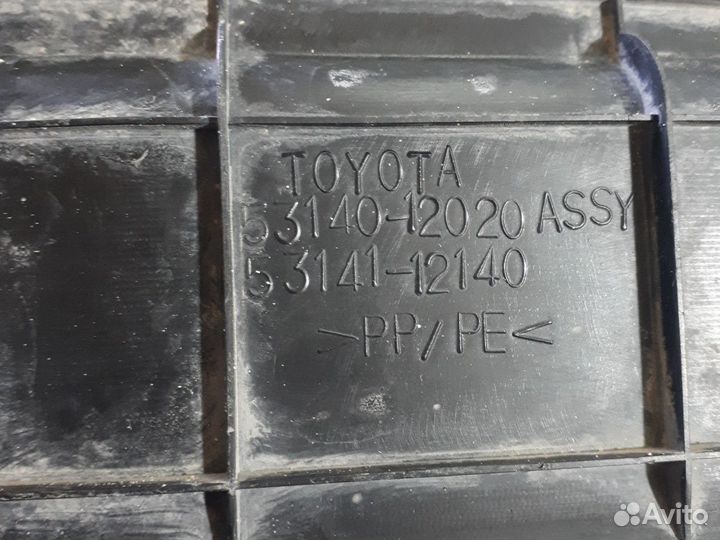 TOYOTA
53140-12020 ASSY
53141-12140
>PP/PE<
Avito